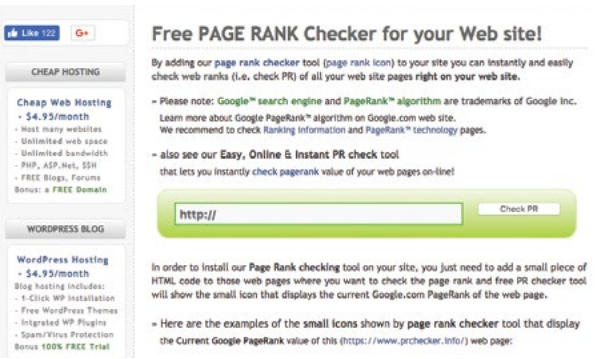 Like 122
G+
CHEAP HOSTING
Cheap Web Hosting
- $4.95/month
- Host many websites
- Unlimited web space
- Unlimited bandwidth
- PHP, ASP.Net, SSH
- FREE Blogs, Forums
Bonus: a FREE Domain
WORDPRESS BLOG
WordPress Hosting
- $4.95/month
Blog hosting includes:
- 1-Click WP Installation
- Free WordPress Themes
- Intgrated WP Plugins
- Spam/Virus Protection
Bonus 100% FREE Trial
Free PAGE RANK Checker for your Web site!
By adding our page rank checker tool (page rank icon) to your site you can instantly and easily
check web ranks (i.e. check PR) of all your web site pages right on your web site.
» Please note: Google™ search engine and PageRank™ algorithm are trademarks of Google Inc.
Learn more about Google PageRank™ algorithm on Google.com web site.
We recommend to check Ranking Information and PageRank™ technology pages.
» also see our Easy, Online & Instant PR check tool
that lets you instantly check pagerank value of your web pages on-line!
http://
Check PR
In order to install our Page Rank checking tool on your site, you just need to add a small piece of
HTML code to those web pages where you want to check the page rank and free PR checker tool
will show the small icon that displays the current Google.com PageRank of the web page.
» Here are the examples of the small icons shown by page rank checker tool that display
the Current Google PageRank value of this (https://www.prchecker.info/) web page: